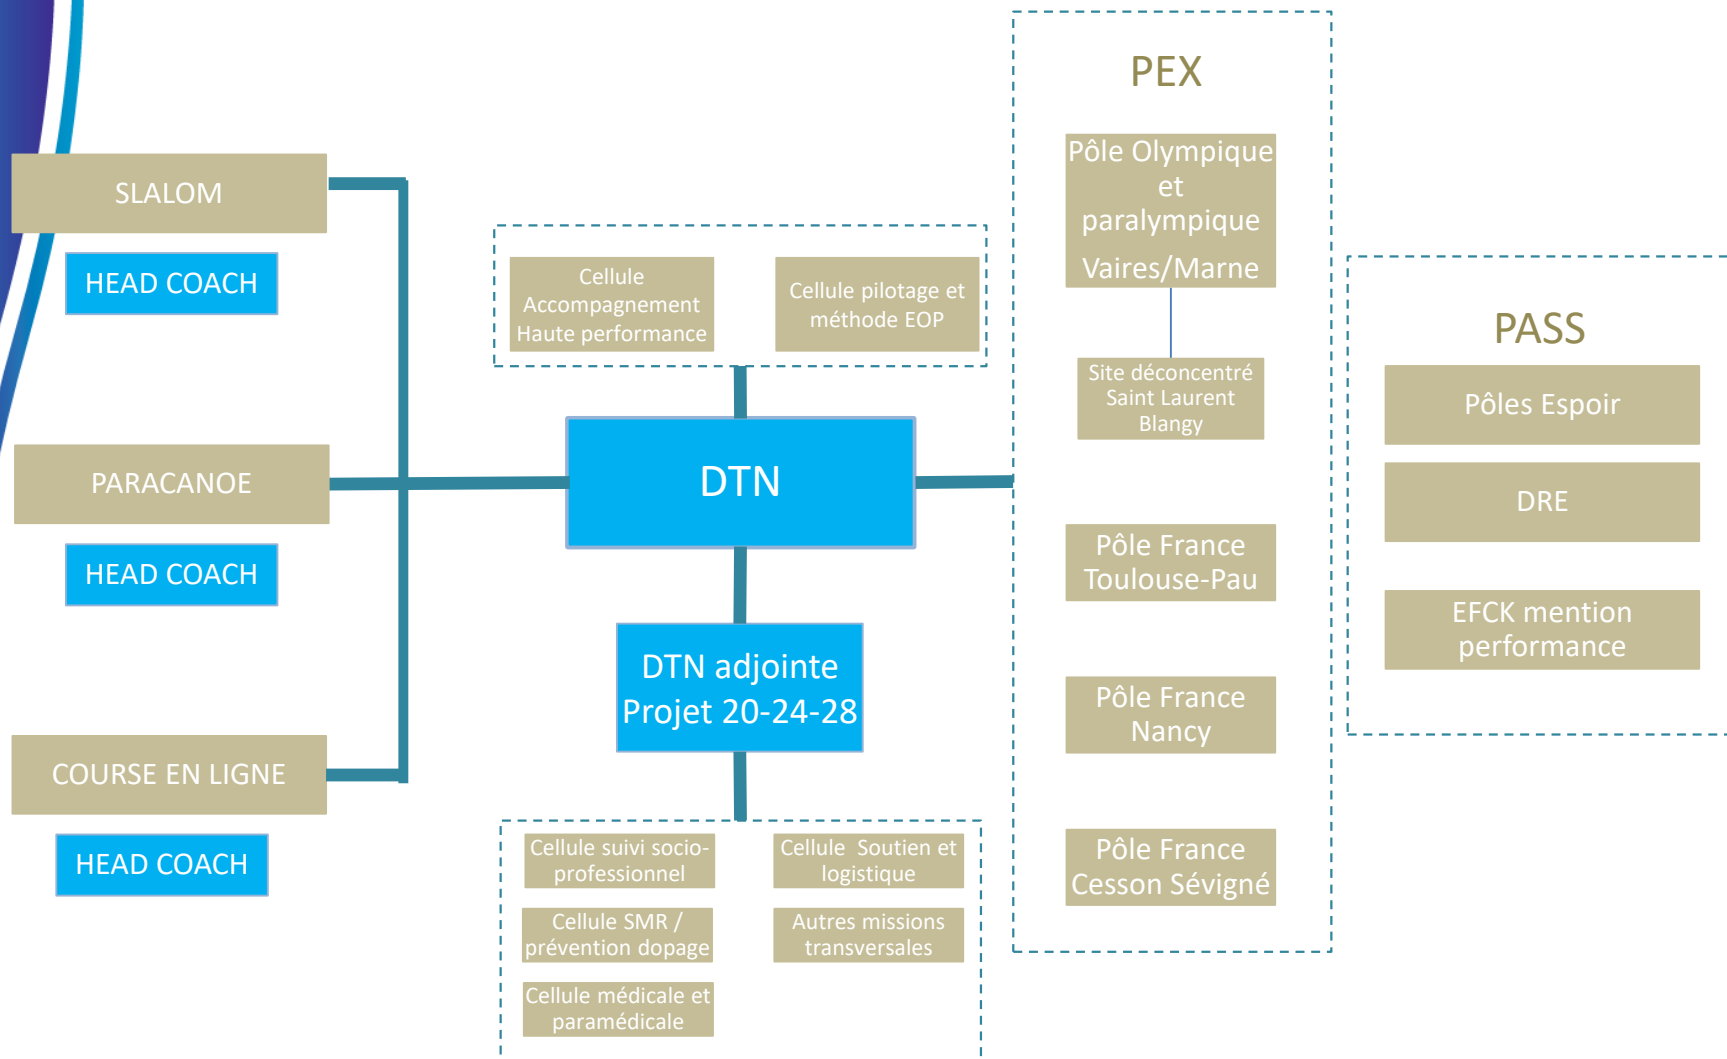 SLALOM
HEAD COACH
PARACANOE
HEAD COACH
COURSE EN LIGNE
HEAD COACH
Cellule
Accompagnement
Haute performance
Cellule pilotage et
méthode EOP
DTN
DTN adjointe
Projet 20-24-28
Cellule suivi socio-
professionnel
Cellule Soutien et
logistique
Cellule SMR /
prévention dopage
Autres missions
transversales
Cellule médicale et
paramédicale
PEX
Pôle Olympique
et
paralympique
Vaires/Marne
Site déconcentré
Saint Laurent
Blangy
Pôle France
Toulouse-Pau
Pôle France
Nancy
Pôle France
Cesson Sévigné
PASS
Pôles Espoir
DRE
EFCK mention
performance